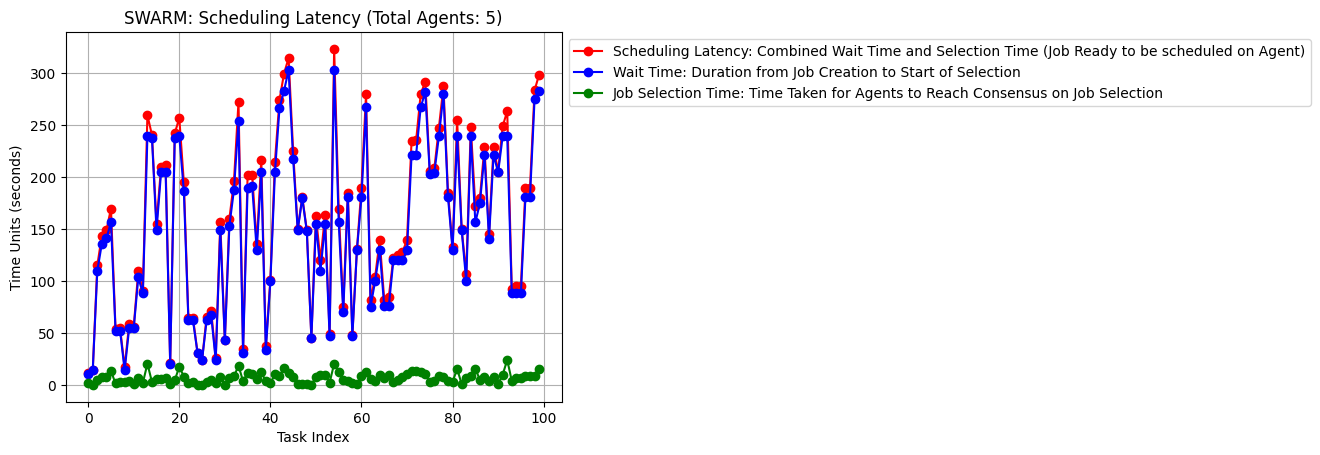 SWARM: Scheduling Latency (Total Agents: 5)
Scheduling Latency: Combined Wait Time and Selection Time (Job Ready to be scheduled on Agent)
Wait Time: Duration from Job Creation to Start of Selection
Job Selection Time: Time Taken for Agents to Reach Consensus on Job Selection
Time Units (seconds)
300
250
200
150
100
50
0
0 20 40 60 80 100
Task Index